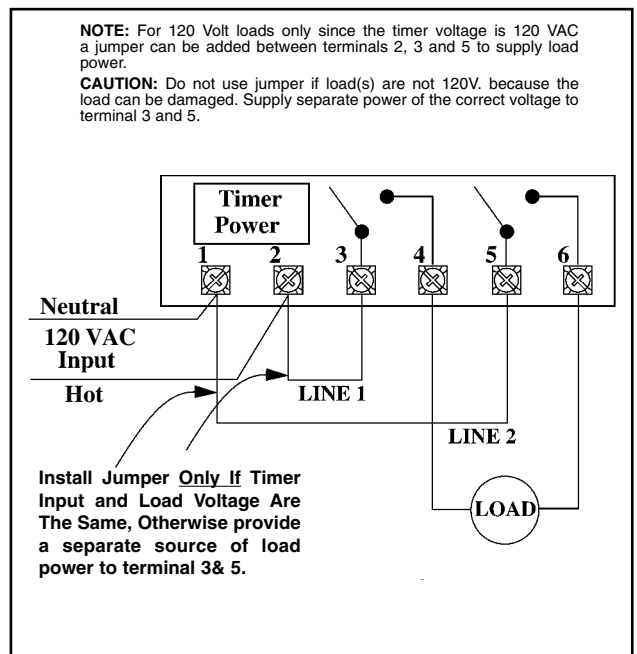 NOTE: For 120 Volt loads only since the timer voltage is 120 VAC
a jumper can be added between terminals 2, 3 and 5 to supply load
power.
CAUTION: Do not use jumper if load(s) are not 120V. because the
load can be damaged. Supply separate power of the correct voltage to
terminal 3 and 5.
Timer
Power
1 2 3 4 5 6
Neutral
120 VAC
Input
Hot
LINE 1
LINE 2
LOAD
Install Jumper Only If Timer
Input and Load Voltage Are
The Same, Otherwise provide
a separate source of load
power to terminal 3& 5.